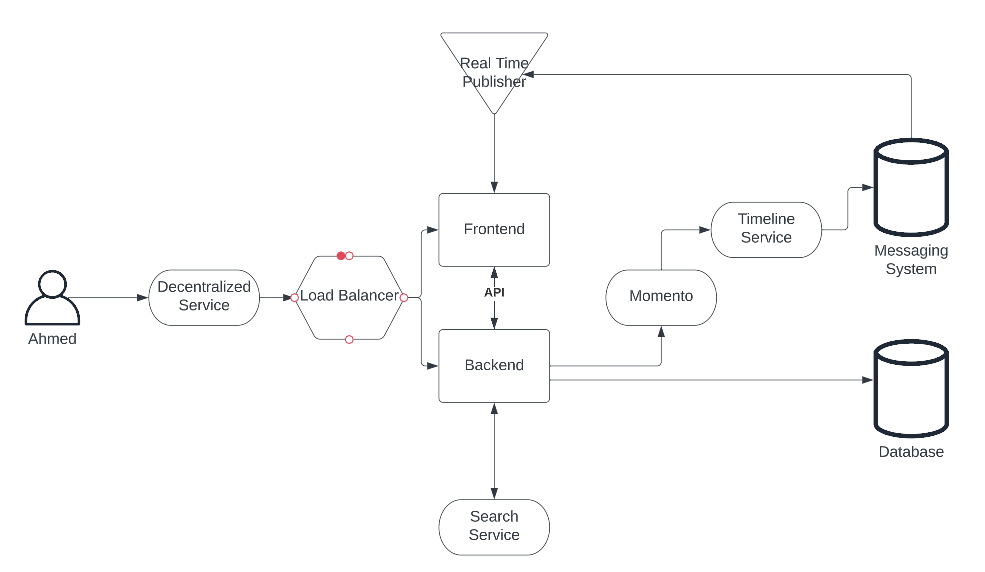 Real Time
Publisher
Frontend
Timeline
Service
Messaging
System
Decentralized
Service
Load Balancer
API
Momento
Ahmed
Backend
Database
Search
Service